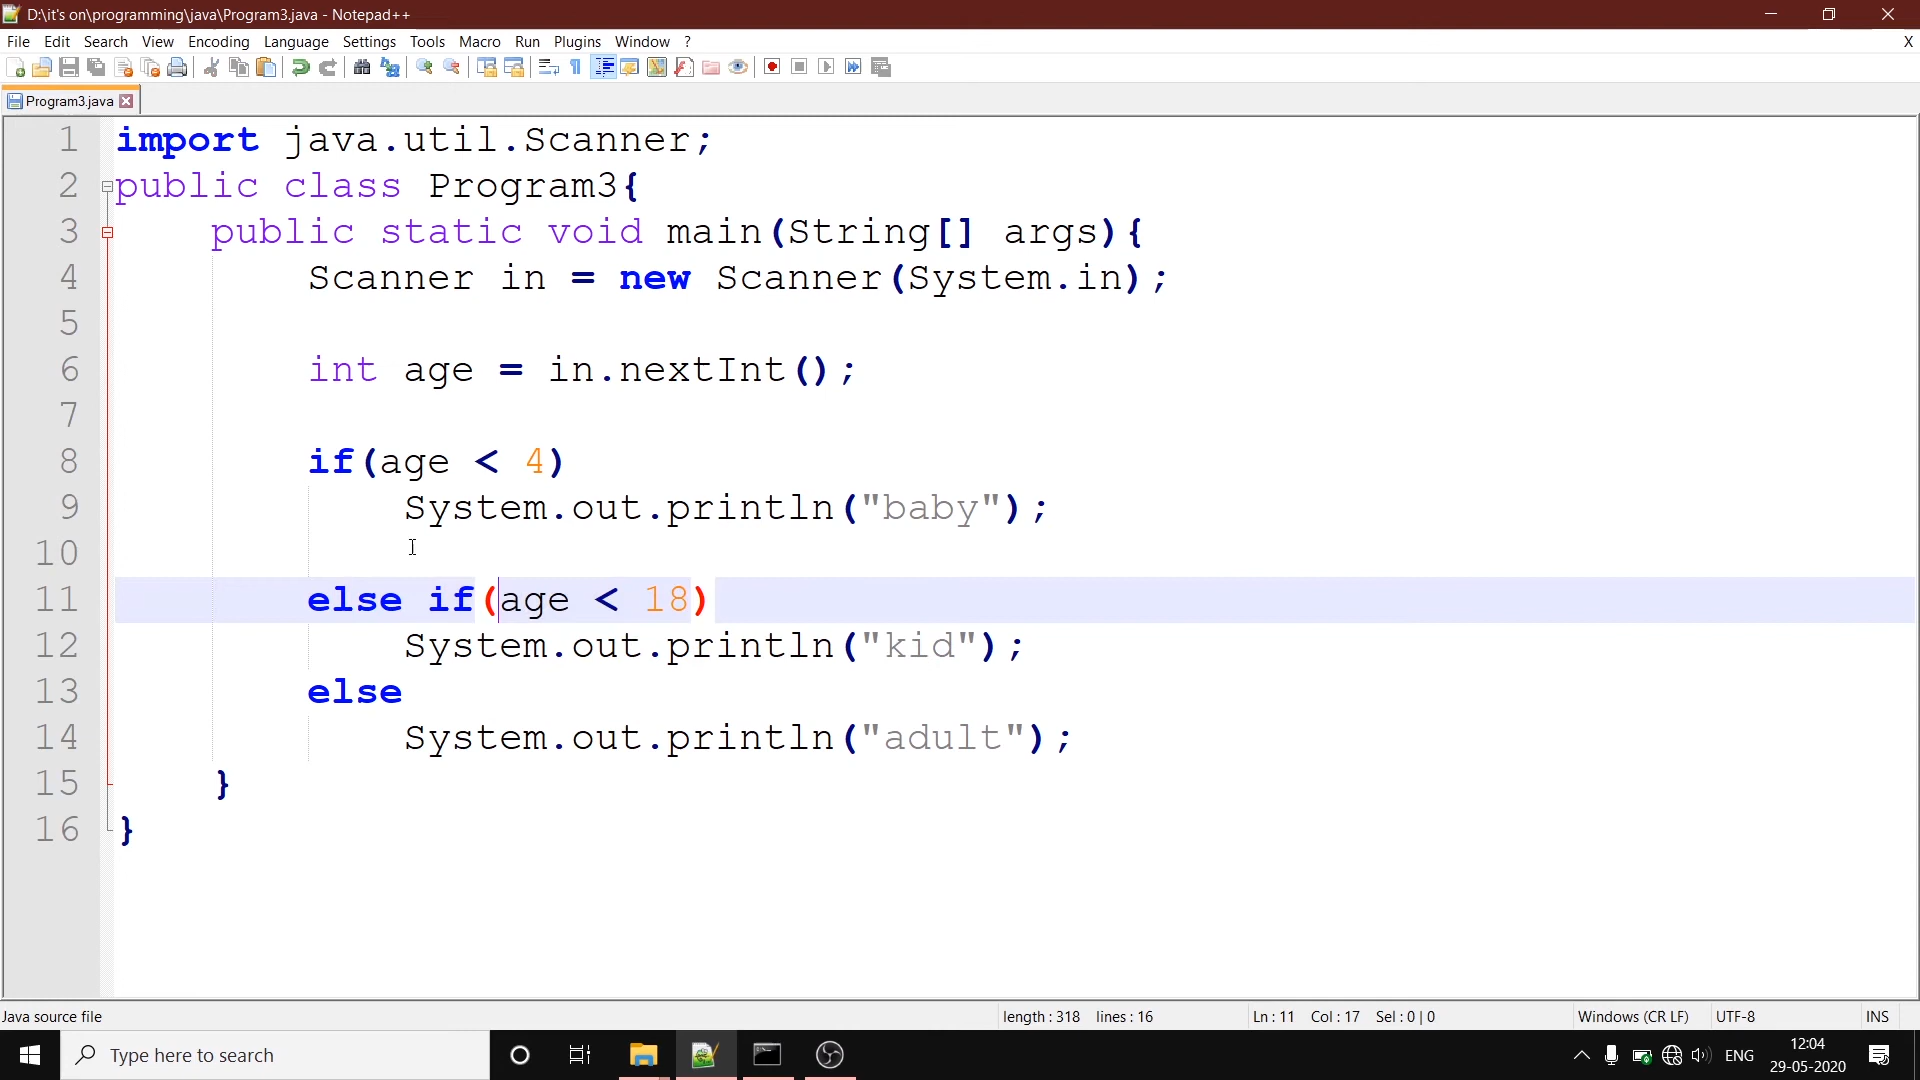 D:\it's on\programming\java\Program3.java - Notepad++
File Edit Search View Encoding Language Settings Tools Macro Run Plugins Window ? X
Program3.java
1 import java.util.Scanner;
2 public class Program3{
3 public static void main(String[] args){
4 Scanner in = new Scanner(System.in);
5
6 int age = in.nextInt();
7
8 if(age < 4)
9 System.out.println("baby");
10
11 else if(age < 18)
12 System.out.println("kid");
13 else
14 System.out.println("adult");
15 }
16 }
Java source file length : 318 lines : 16 Ln : 11 Col : 17 Sel : 0 | 0 Windows (CR LF) UTF-8 INS
Type here to search ENG 12:04
29-05-2020